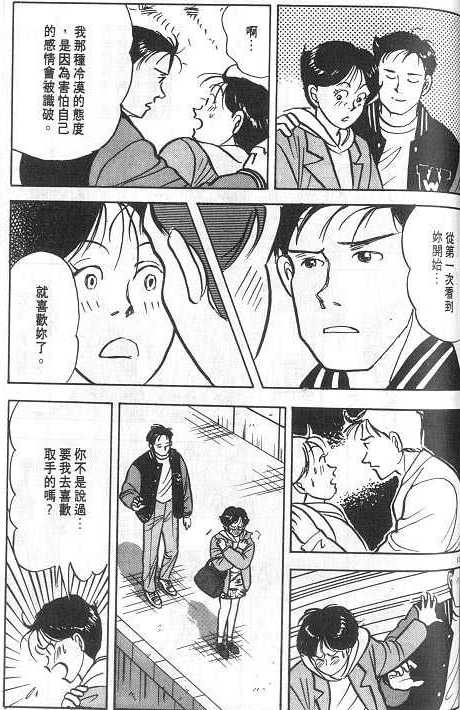 啊…
我那種冷漠的態度
，是因為害怕自己
的感情會被識破。
W
從第一次看到
妳開始…
就喜歡妳了。
你不是說過…
要我去喜歡
取手的嗎？